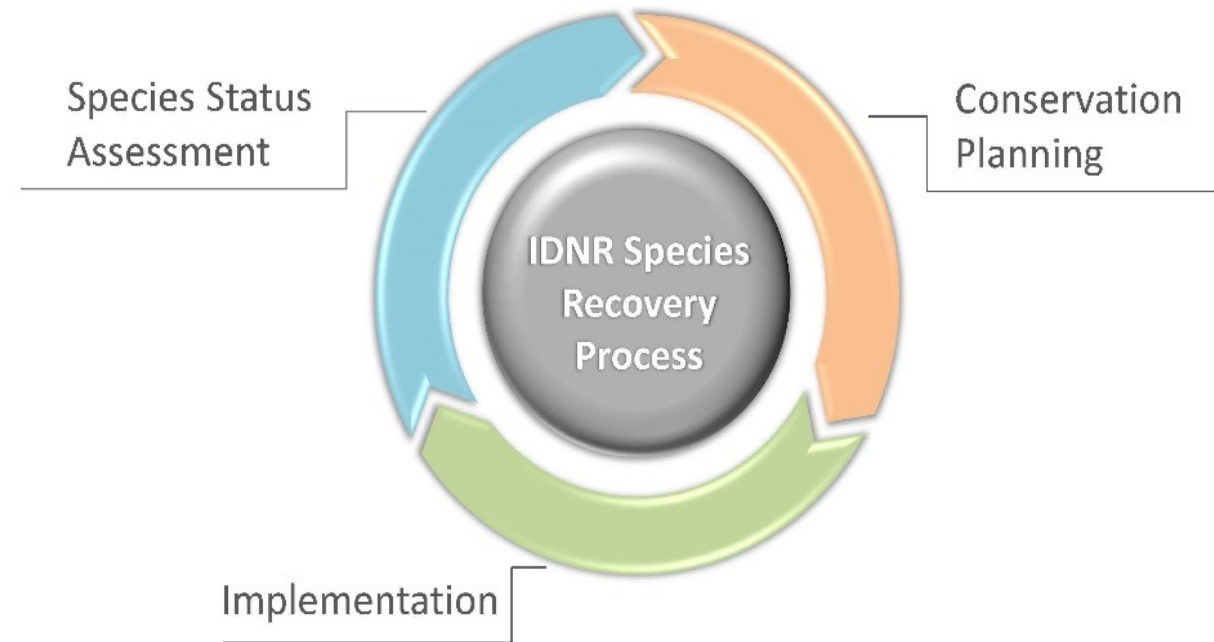 Species Status
Assessment
Conservation
Planning
IDNR Species
Recovery
Process
Implementation